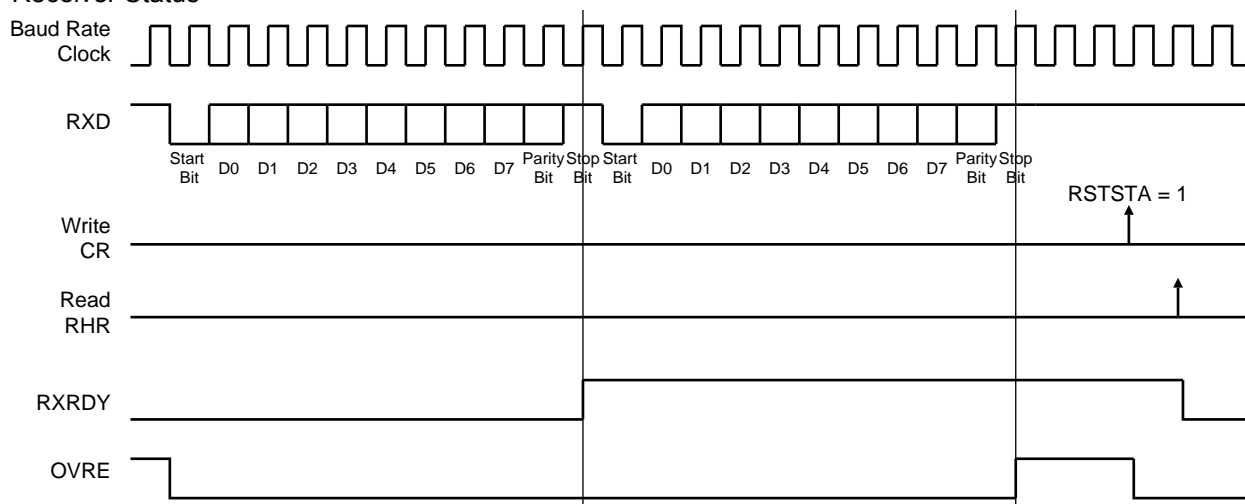 Receiver Status
Baud Rate
Clock
RXD
Start
Bit
D0
D1
D2
D3
D4
D5
D6
D7
Parity
Bit
Stop
Bit
Start
Bit
D0
D1
D2
D3
D4
D5
D6
D7
Parity
Bit
Stop
Bit
RSTSTA = 1
Write
CR
Read
RHR
RXRDY
OVRE